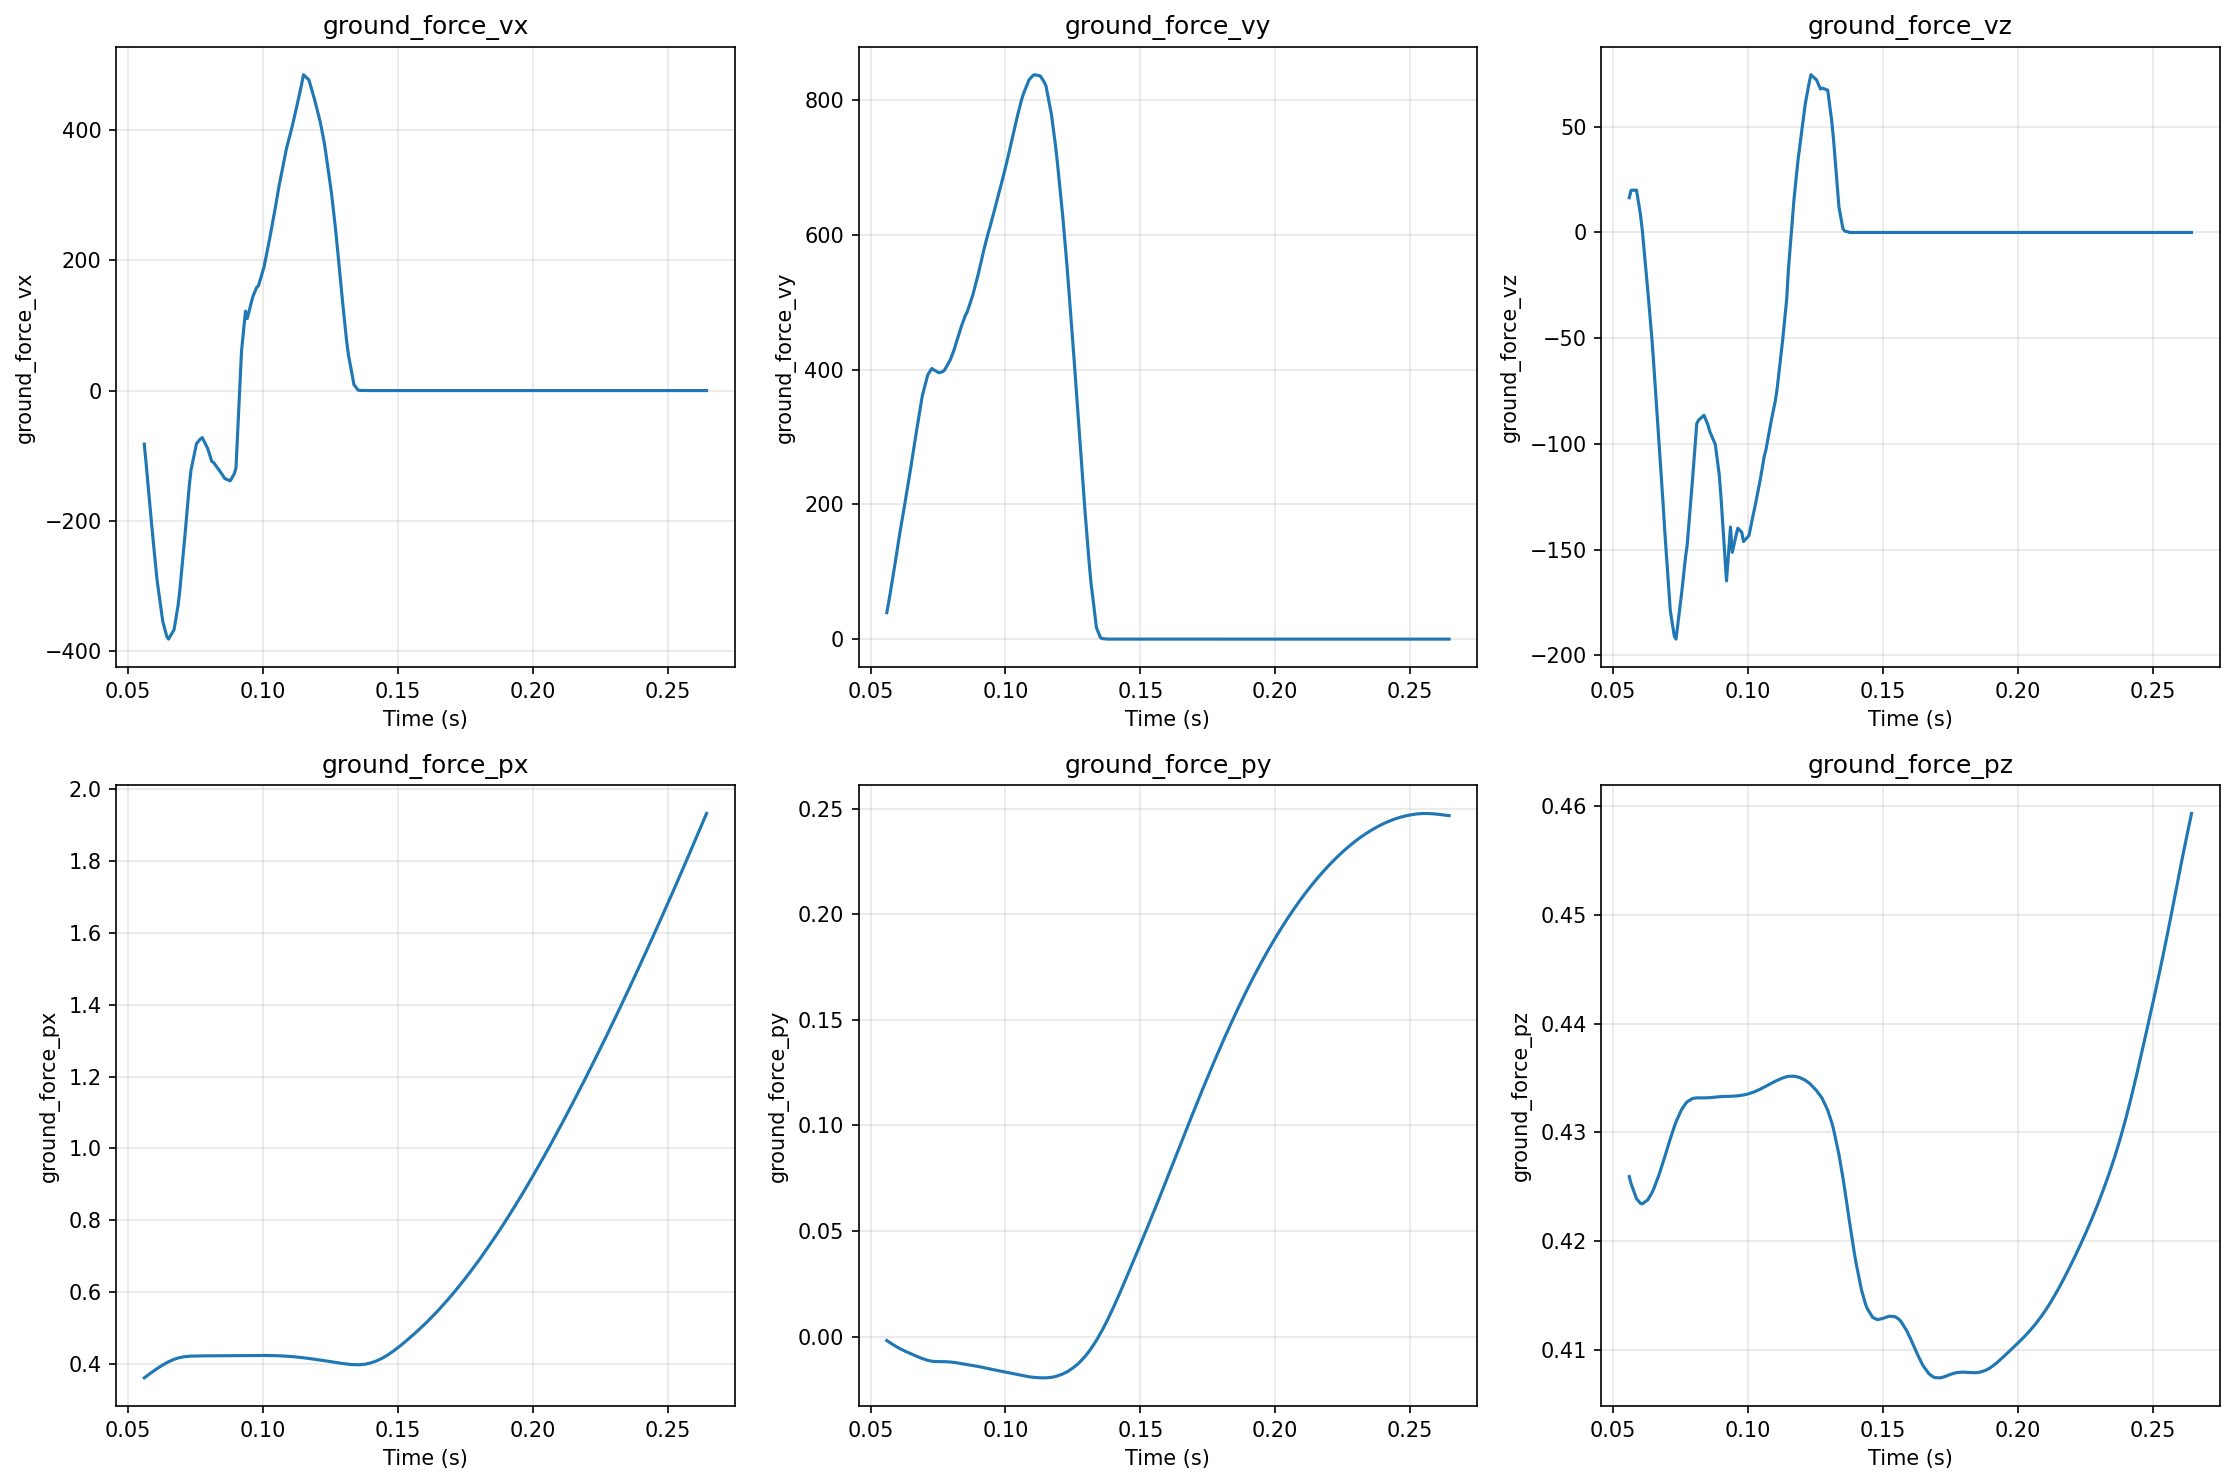 ground_force_vx
ground_force_vy
ground_force_vz
ground_force_vx
400
200
0
−200
−400
0.05 0.10 0.15 0.20 0.25
Time (s)
ground_force_vy
800
600
400
200
0
0.05 0.10 0.15 0.20 0.25
Time (s)
ground_force_vz
50
0
−50
−100
−150
−200
0.05 0.10 0.15 0.20 0.25
Time (s)
ground_force_px
ground_force_py
ground_force_pz
ground_force_px
2.0
1.8
1.6
1.4
1.2
1.0
0.8
0.6
0.4
0.05 0.10 0.15 0.20 0.25
Time (s)
ground_force_py
0.25
0.20
0.15
0.10
0.05
0.00
0.05 0.10 0.15 0.20 0.25
Time (s)
ground_force_pz
0.46
0.45
0.44
0.43
0.42
0.41
0.05 0.10 0.15 0.20 0.25
Time (s)